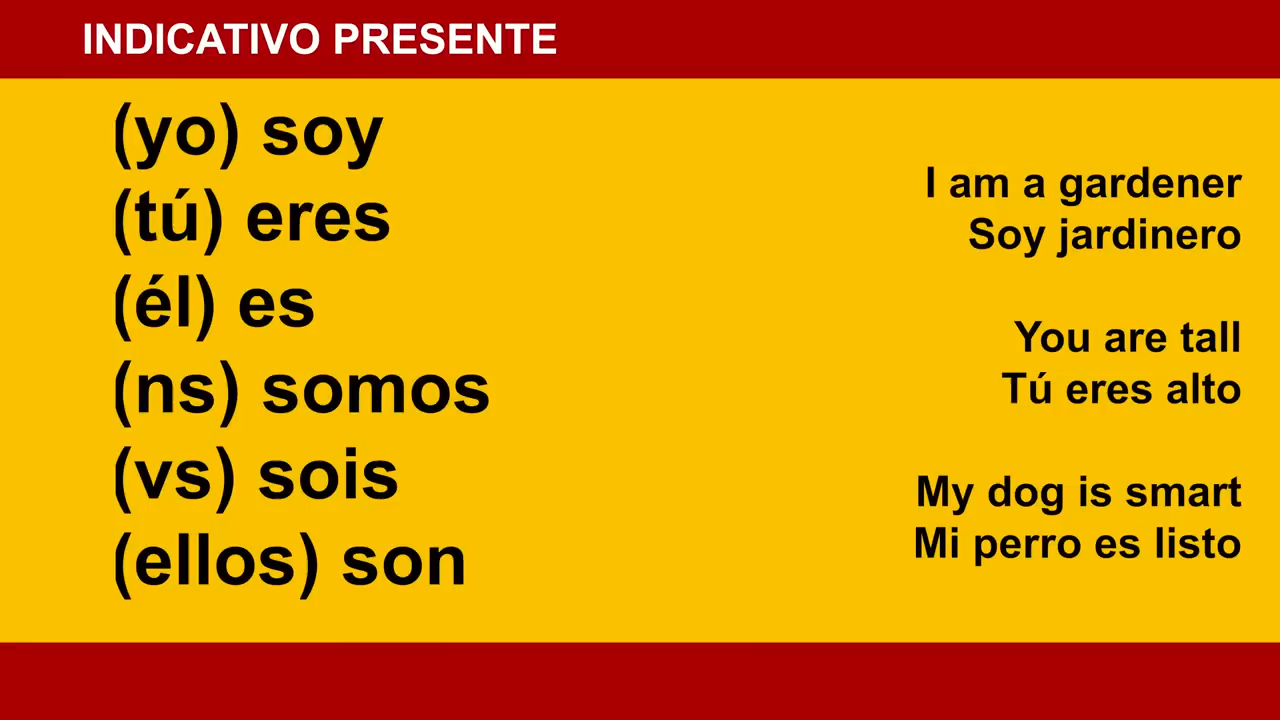 INDICATIVO PRESENTE
(yo) soy
(tú) eres
(él) es
(ns) somos
(vs) sois
(ellos) son
I am a gardener
Soy jardinero
You are tall
Tú eres alto
My dog is smart
Mi perro es listo